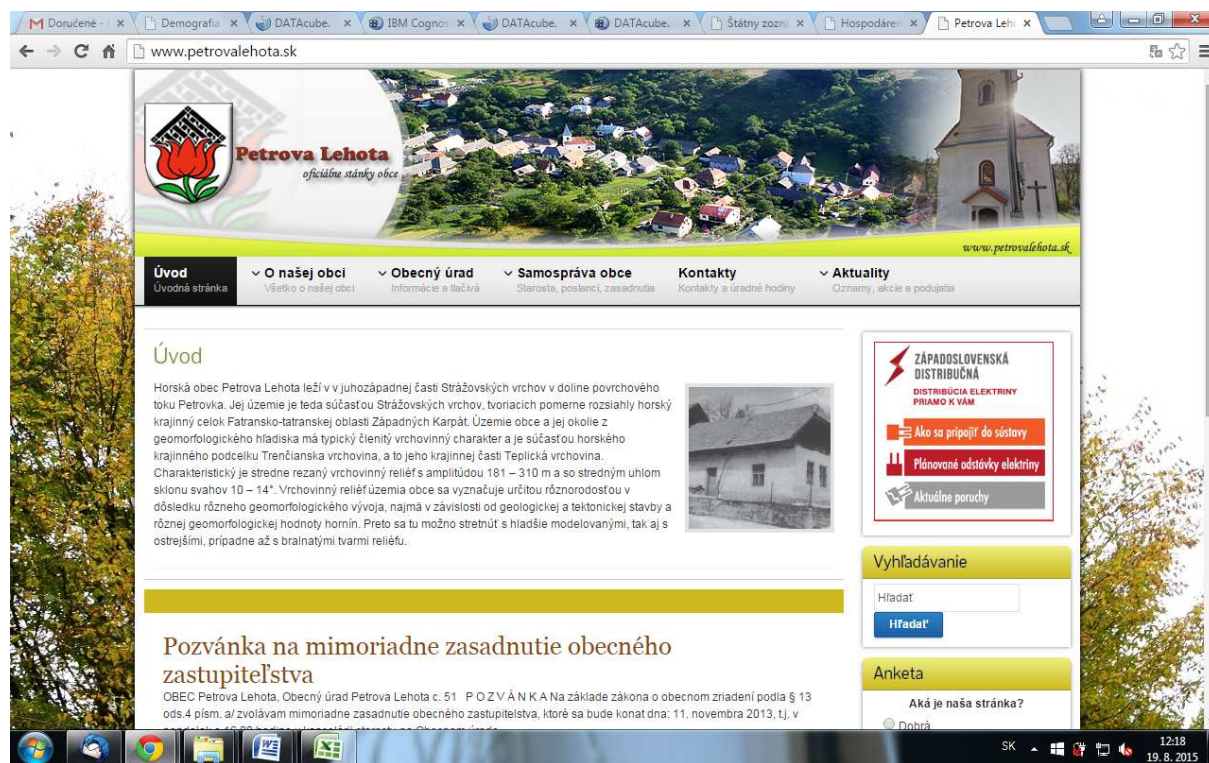 Doručené -
Demografia
DATAcube.
IBM Cognos
DATAcube.
DATAcube.
Štátny zozn
Hospodáren
Petrova Leh
www.petrovalehota.sk
Petrova Lehota
oficiálne stánky obce
www.petrovalehota.sk
Úvod
Úvodná stránka
O našej obci
Všetko o našej obci
Obecný úrad
Informácie a tlačivá
Samospráva obce
Starosta, poslanci, zasadnutia
Kontakty
Kontakty a úradné hodiny
Aktuality
Oznamy, akcie a podujatia
Úvod
Horská obec Petrova Lehota leží v v juhozápadnej časti Strážovských vrchov v doline povrchového
toku Petrovka. Jej územie je teda súčasťou Strážovských vrchov, tvoriacich pomerne rozsiahly horský
krajinný celok Fatransko-tatranskej oblasti Západných Karpát. Územie obce a jej okolie z
geomorfologického hľadiska má typický členitý vrchovinný charakter a je súčasťou horského
krajinného podcelku Trenčianska vrchovina, a to jeho krajinnej časti Teplická vrchovina.
Charakteristický je stredne rezaný vrchovinný reliéf s amplitúdou 181 – 310 m a so stredným uhlom
sklonu svahov 10 – 14°. Vrchovinný reliéf územia obce sa vyznačuje určitou rôznorodosťou v
dôsledku rôzneho geomorfologického vývoja, najmä v závislosti od geologickej a tektonickej stavby a
rôznej geomorfologickej hodnoty hornín. Preto sa tu možno stretnúť s hladšie modelovanými, tak aj s
ostrejšími, prípadne až s bralnatými tvarmi reliéfu.
Pozvánka na mimoriadne zasadnutie obecného
zastupiteľstva
OBEC Petrova Lehota, Obecný úrad Petrova Lehota c. 51 P O Z V Á N K A Na základe zákona o obecnom zriadení podla § 13
ods.4 písm. a/ zvolávam mimoriadne zasadnutie obecného zastupitelstva, ktoré sa bude konat dna: 11. novembra 2013, t.j. v
ZÁPADOSLOVENSKÁ
DISTRIBUČNÁ
DISTRIBÚCIA ELEKTRINY
PRIAMO K VÁM
Ako sa pripojiť do sústavy
Plánované odstávky elektriny
Aktuálne poruchy
Vyhľadávanie
Hľadať
Hľadať
Anketa
Aká je naša stránka?
Dobrá
SK
12:18
19. 8. 2015